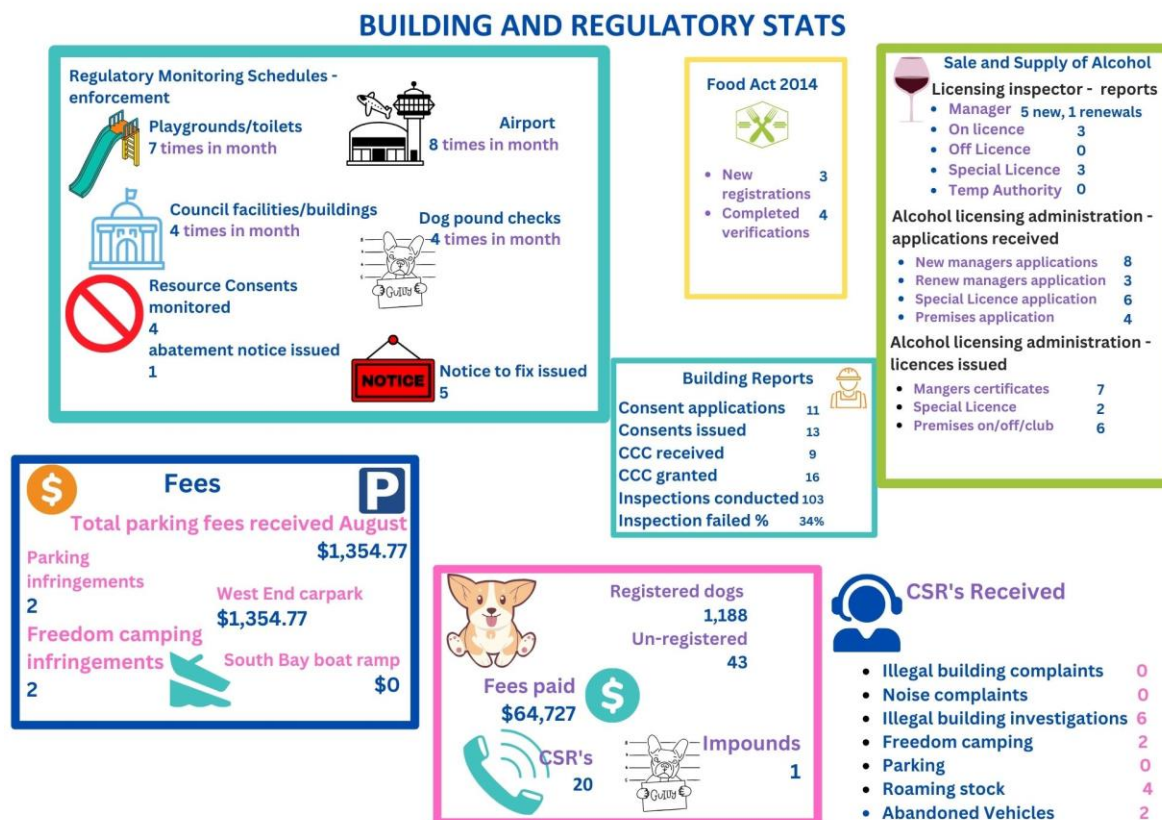 BUILDING AND REGULATORY STATS
Regulatory Monitoring Schedules -
enforcement
Playgrounds/toilets
7 times in month
Airport
8 times in month
Council facilities/buildings
4 times in month
Dog pound checks
4 times in month
GUILTY
Resource Consents
monitored
4
abatement notice issued
1
NOTICE
Notice to fix issued
5
Food Act 2014
• New registrations 3
• Completed verifications 4
Sale and Supply of Alcohol
Licensing inspector - reports
• Manager 5 new, 1 renewals
• On licence 3
• Off Licence 0
• Special Licence 3
• Temp Authority 0
Alcohol licensing administration -
applications received
• New managers applications 8
• Renew managers application 3
• Special Licence application 6
• Premises application 4
Alcohol licensing administration -
licences issued
• Mangers certificates 7
• Special Licence 2
• Premises on/off/club 6
Building Reports
Consent applications 11
Consents issued 13
CCC received 9
CCC granted 16
Inspections conducted 103
Inspection failed % 34%
$
Fees
P
Total parking fees received August
$1,354.77
Parking
infringements
2
West End carpark
$1,354.77
Freedom camping
infringements
2
South Bay boat ramp
$0
Registered dogs
1,188
Un-registered
43
Fees paid
$64,727
$
CSR's
20
GUILTY
Impounds
1
CSR's Received
• Illegal building complaints 0
• Noise complaints 0
• Illegal building investigations 6
• Freedom camping 2
• Parking 0
• Roaming stock 4
• Abandoned Vehicles 2